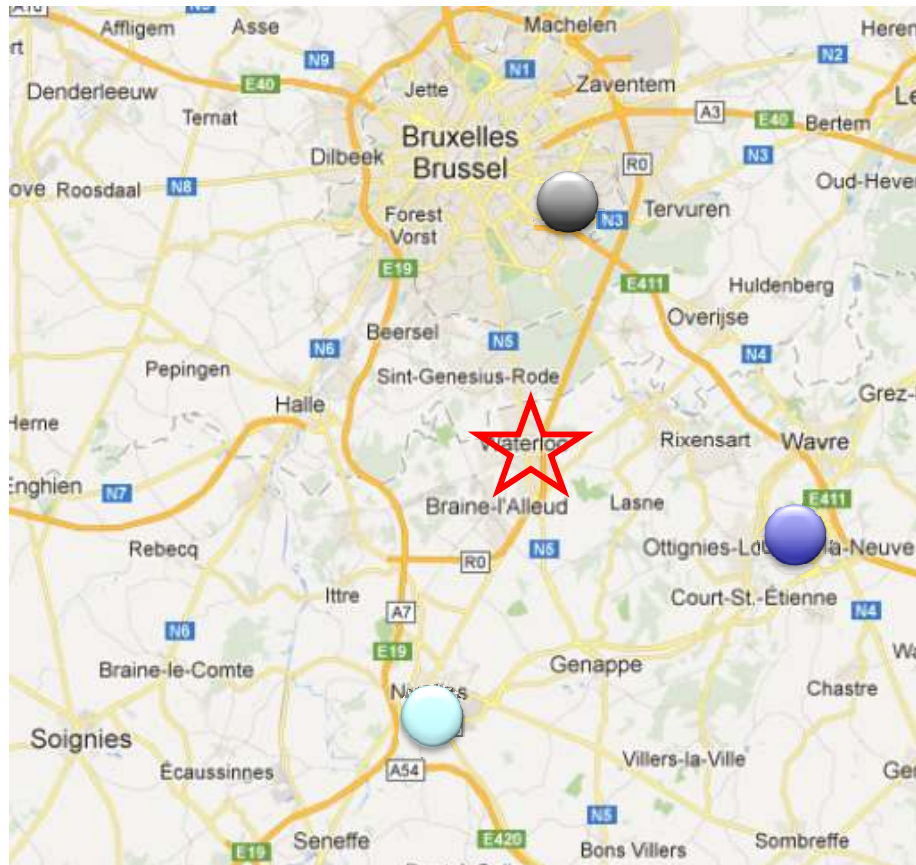 Affligem
Asse
Machelen
Heren
N9
N1
N2
Zaventem
Jette
E40
Denderleeuw
Ternat
A3
E40
Bertem
Bruxelles
Brussel
Dilbeek
R0
N3
ove
Roosdaal
N8
Oud-Hever
Tervuren
N3
Forest
Vorst
E19
E411
Huldenberg
Overijse
Beersel
N5
N6
N4
Pepingen
Sint-Genesius-Rode
Grez-
Halle
Herne
Waterloo
Rixensart
Wavre
Enghien
N7
E411
Braine-l'Alleud
Lasne
Rebecq
N5
R0
Ottignies-Lou
la-Neuve
Ittre
Court-St.-Étienne
A7
N4
N6
E19
Genappe
Wa
Braine-le-Comte
Chastre
Nivelles
Soignies
Villers-la-Ville
Écaussinnes
A54
Ge
N5
Seneffe
E420
Sombreffe
E19
Bons Villers